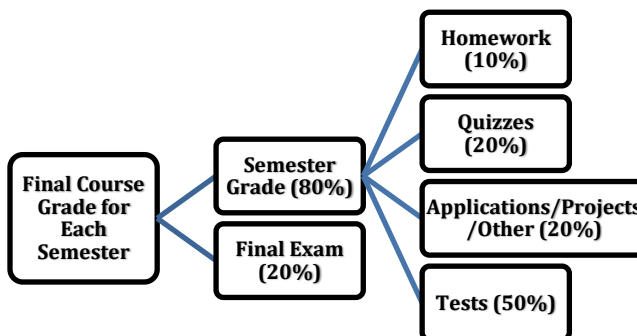 Homework
(10%)
Quizzes
(20%)
Semester
Grade (80%)
Final Course
Grade for
Each
Semester
Applications/Projects
/Other (20%)
Final Exam
(20%)
Tests (50%)